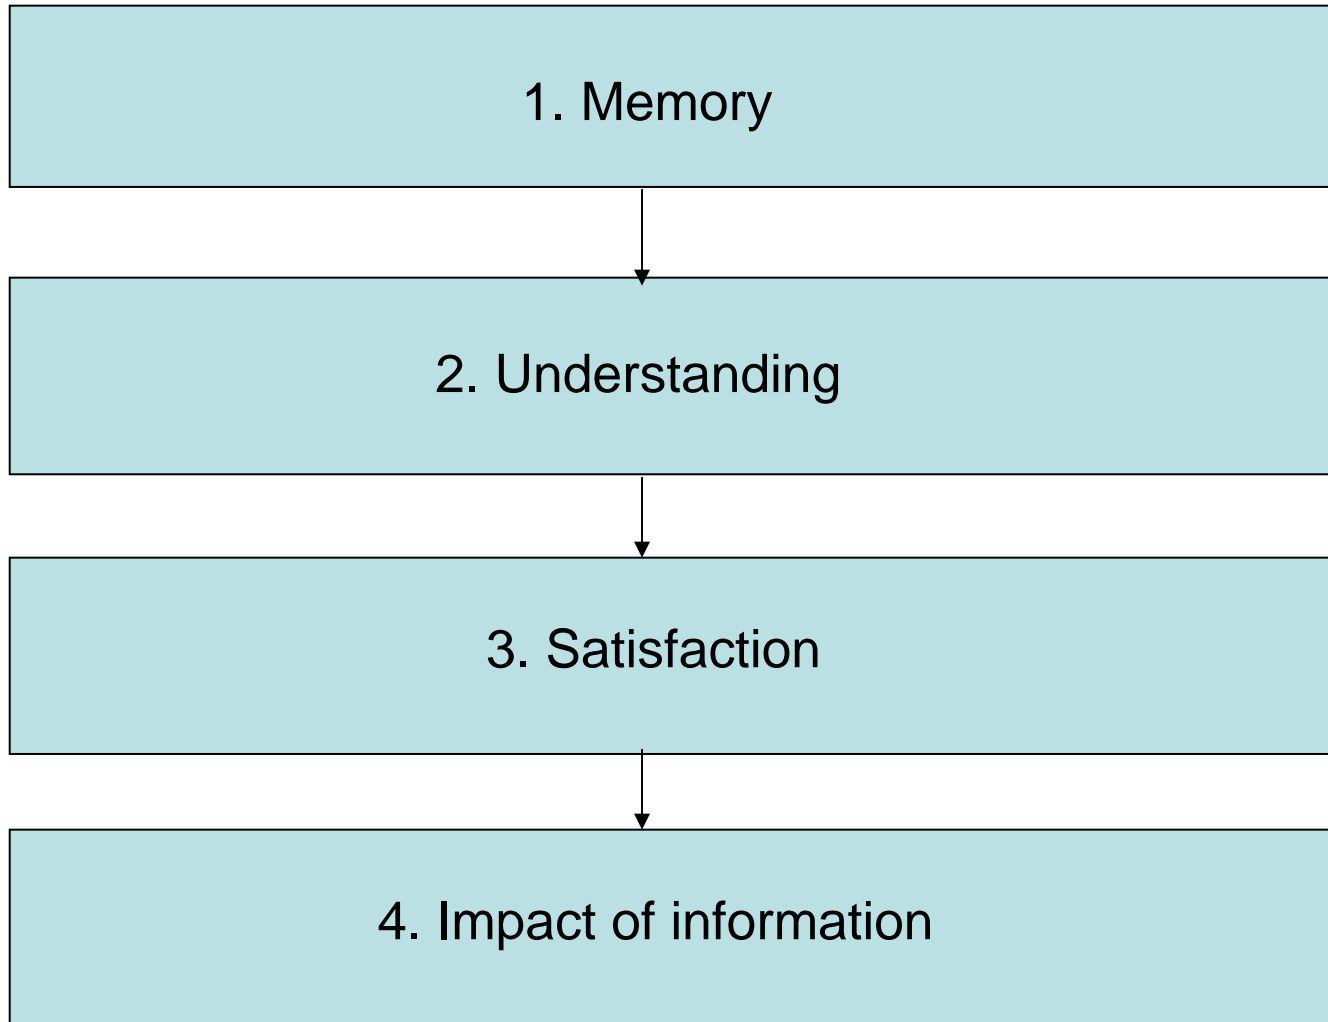 1. Memory
2. Understanding
3. Satisfaction
4. Impact of information